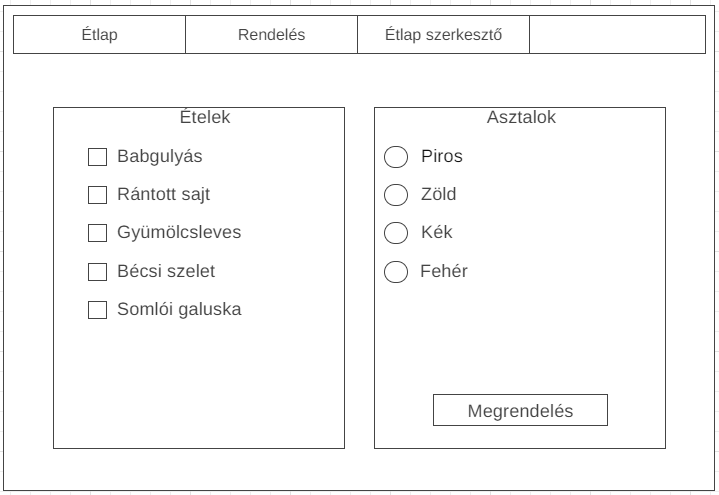 Étlap
Rendelés
Étlap szerkesztő
Ételek
Babgulyás
Rántott sajt
Gyümölcsleves
Bécsi szelet
Somlói galuska
Asztalok
Piros
Zöld
Kék
Fehér
Megrendelés